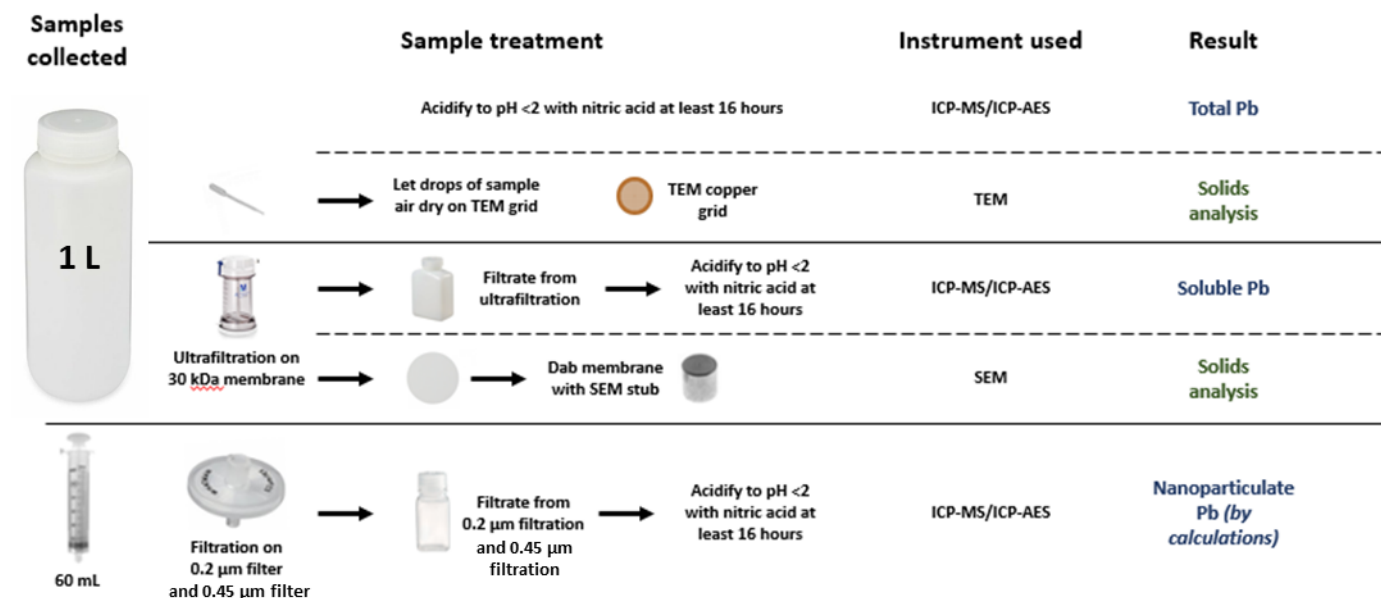 Samples
collected
Sample treatment
Instrument used
Result
Acidify to pH <2 with nitric acid at least 16 hours
ICP-MS/ICP-AES
Total Pb
1 L
Let drops of sample
air dry on TEM grid
TEM copper
grid
TEM
Solids
analysis
Filtrate from
ultrafiltration
Acidify to pH <2
with nitric acid at
least 16 hours
ICP-MS/ICP-AES
Soluble Pb
Ultrafiltration on
30 kDa membrane
Dab membrane
with SEM stub
SEM
Solids
analysis
60 mL
Filtration on
0.2 µm filter
and 0.45 µm filter
Filtrate from
0.2 µm filtration
and 0.45 µm
filtration
Acidify to pH <2
with nitric acid at
least 16 hours
ICP-MS/ICP-AES
Nanoparticulate
Pb (by
calculations)